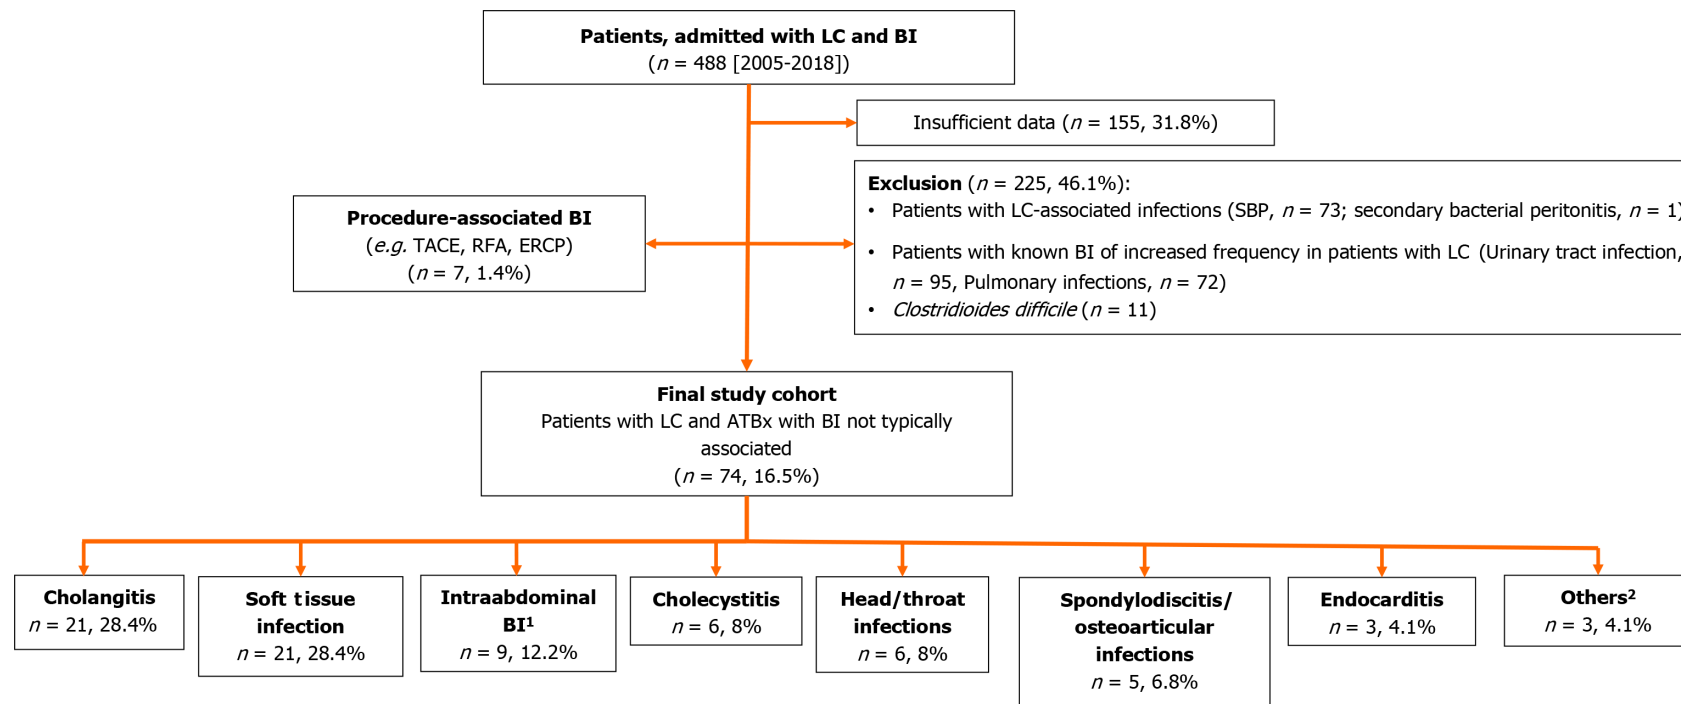 Patients, admitted with LC and BI
(n = 488 [2005-2018])
Insufficient data (n = 155, 31.8%)
Exclusion (n = 225, 46.1%):
• Patients with LC-associated infections (SBP, n = 73; secondary bacterial peritonitis, n = 1)
• Patients with known BI of increased frequency in patients with LC (Urinary tract infection,
n = 95, Pulmonary infections, n = 72)
• Clostridioides difficile (n = 11)
Procedure-associated BI
(e.g. TACE, RFA, ERCP)
(n = 7, 1.4%)
Final study cohort
Patients with LC and ATBx with BI not typically
associated
(n = 74, 16.5%)
Cholangitis
n = 21, 28.4%
Soft tissue
infection
n = 21, 28.4%
Intraabdominal
BI¹
n = 9, 12.2%
Cholecystitis
n = 6, 8%
Head/throat
infections
n = 6, 8%
Spondylodiscitis/
osteoarticular
infections
n = 5, 6.8%
Endocarditis
n = 3, 4.1%
Others²
n = 3, 4.1%